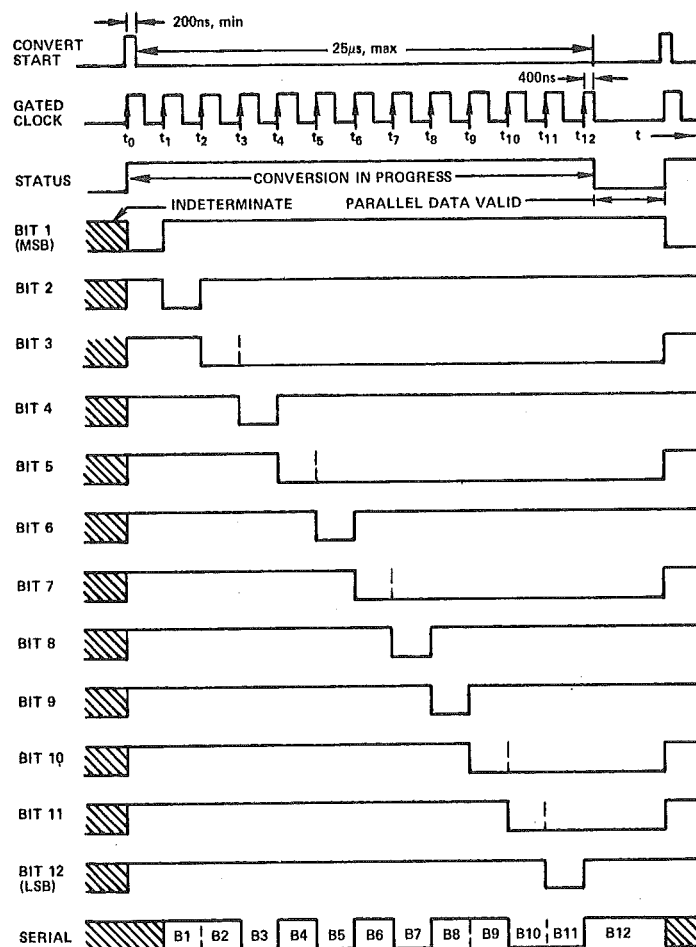 200ns, min
CONVERT
START
25μs, max
400ns
GATED
CLOCK
t0 t1 t2 t3 t4 t5 t6 t7 t8 t9 t10 t11 t12 t
STATUS
CONVERSION IN PROGRESS
INDETERMINATE
PARALLEL DATA VALID
BIT 1
(MSB)
BIT 2
BIT 3
BIT 4
BIT 5
BIT 6
BIT 7
BIT 8
BIT 9
BIT 10
BIT 11
BIT 12
(LSB)
SERIAL B1 B2 B3 B4 B5 B6 B7 B8 B9 B10 B11 B12